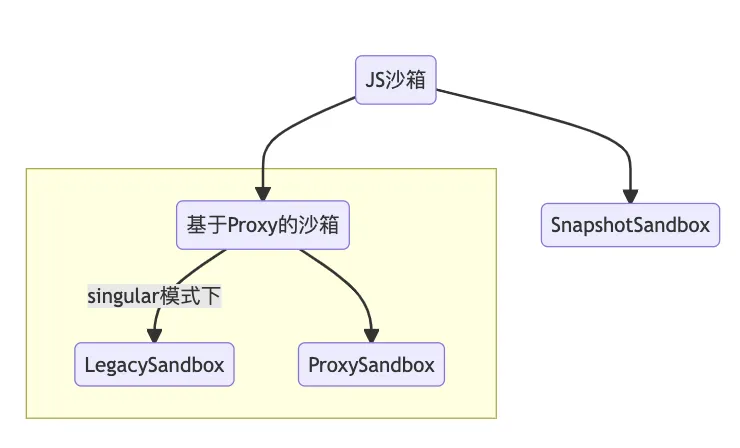 JS沙箱
基于Proxy的沙箱
SnapshotSandbox
singular模式下
LegacySandbox
ProxySandbox